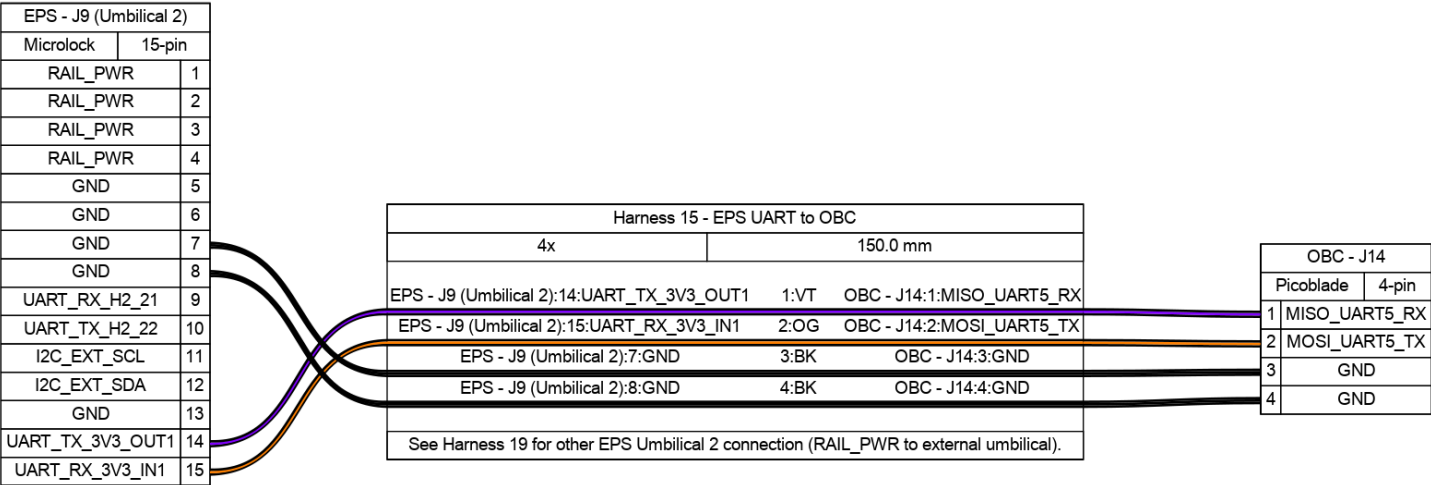 EPS - J9 (Umbilical 2)
Microlock 15-pin
RAIL_PWR 1
RAIL_PWR 2
RAIL_PWR 3
RAIL_PWR 4
GND 5
GND 6
GND 7
GND 8
UART_RX_H2_21 9
UART_TX_H2_22 10
I2C_EXT_SCL 11
I2C_EXT_SDA 12
GND 13
UART_TX_3V3_OUT1 14
UART_RX_3V3_IN1 15
Harness 15 - EPS UART to OBC
4x 150.0 mm
EPS - J9 (Umbilical 2):14:UART_TX_3V3_OUT1 1:VT OBC - J14:1:MISO_UART5_RX
EPS - J9 (Umbilical 2):15:UART_RX_3V3_IN1 2:OG OBC - J14:2:MOSI_UART5_TX
EPS - J9 (Umbilical 2):7:GND 3:BK OBC - J14:3:GND
EPS - J9 (Umbilical 2):8:GND 4:BK OBC - J14:4:GND
See Harness 19 for other EPS Umbilical 2 connection (RAIL_PWR to external umbilical).
OBC - J14
Picoblade 4-pin
1 MISO_UART5_RX
2 MOSI_UART5_TX
3 GND
4 GND